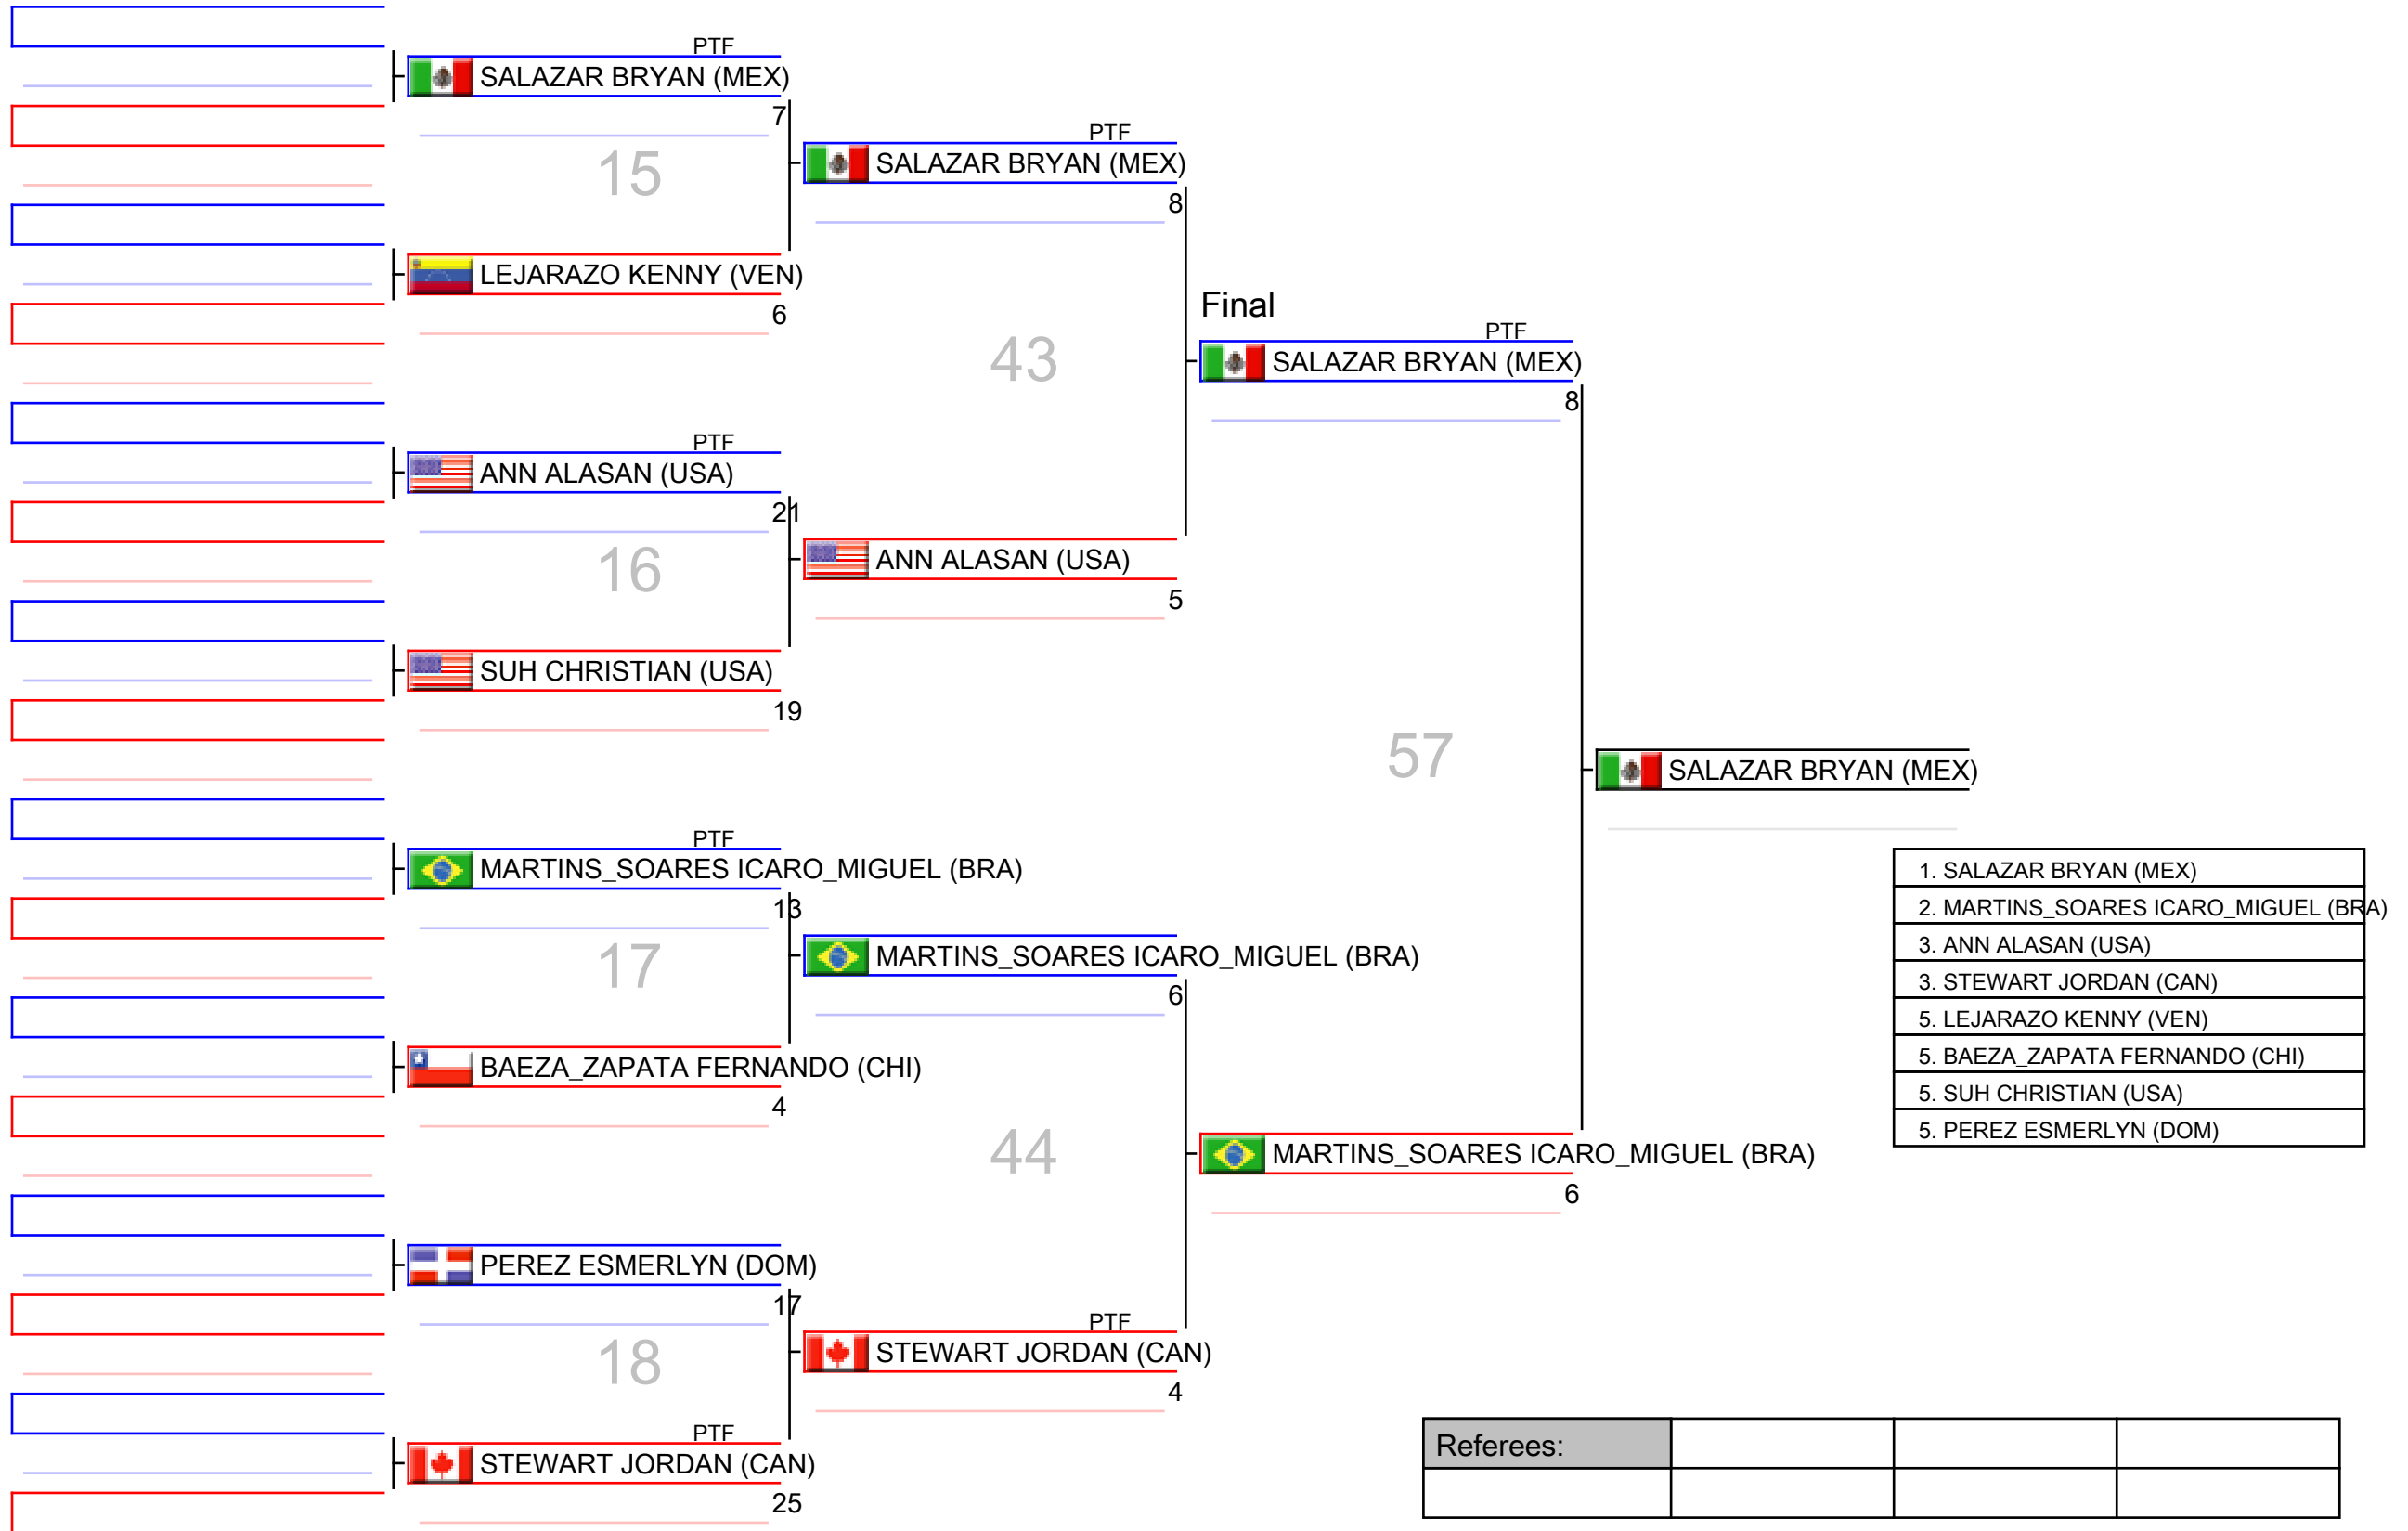 PTF
SALAZAR BRYAN (MEX)
7
15
LEJARAZO KENNY (VEN)
6
PTF
ANN ALASAN (USA)
21
16
SUH CHRISTIAN (USA)
19
PTF
MARTINS_SOARES ICARO_MIGUEL (BRA)
13
17
BAEZA_ZAPATA FERNANDO (CHI)
4
PEREZ ESMERLYN (DOM)
17
18
PTF
STEWART JORDAN (CAN)
25
PTF
SALAZAR BRYAN (MEX)
8
43
ANN ALASAN (USA)
5
MARTINS_SOARES ICARO_MIGUEL (BRA)
6
44
PTF
STEWART JORDAN (CAN)
4
Final
PTF
SALAZAR BRYAN (MEX)
8
57
MARTINS_SOARES ICARO_MIGUEL (BRA)
6
SALAZAR BRYAN (MEX)
1. SALAZAR BRYAN (MEX)
2. MARTINS_SOARES ICARO_MIGUEL (BRA)
3. ANN ALASAN (USA)
3. STEWART JORDAN (CAN)
5. LEJARAZO KENNY (VEN)
5. BAEZA_ZAPATA FERNANDO (CHI)
5. SUH CHRISTIAN (USA)
5. PEREZ ESMERLYN (DOM)
Referees: